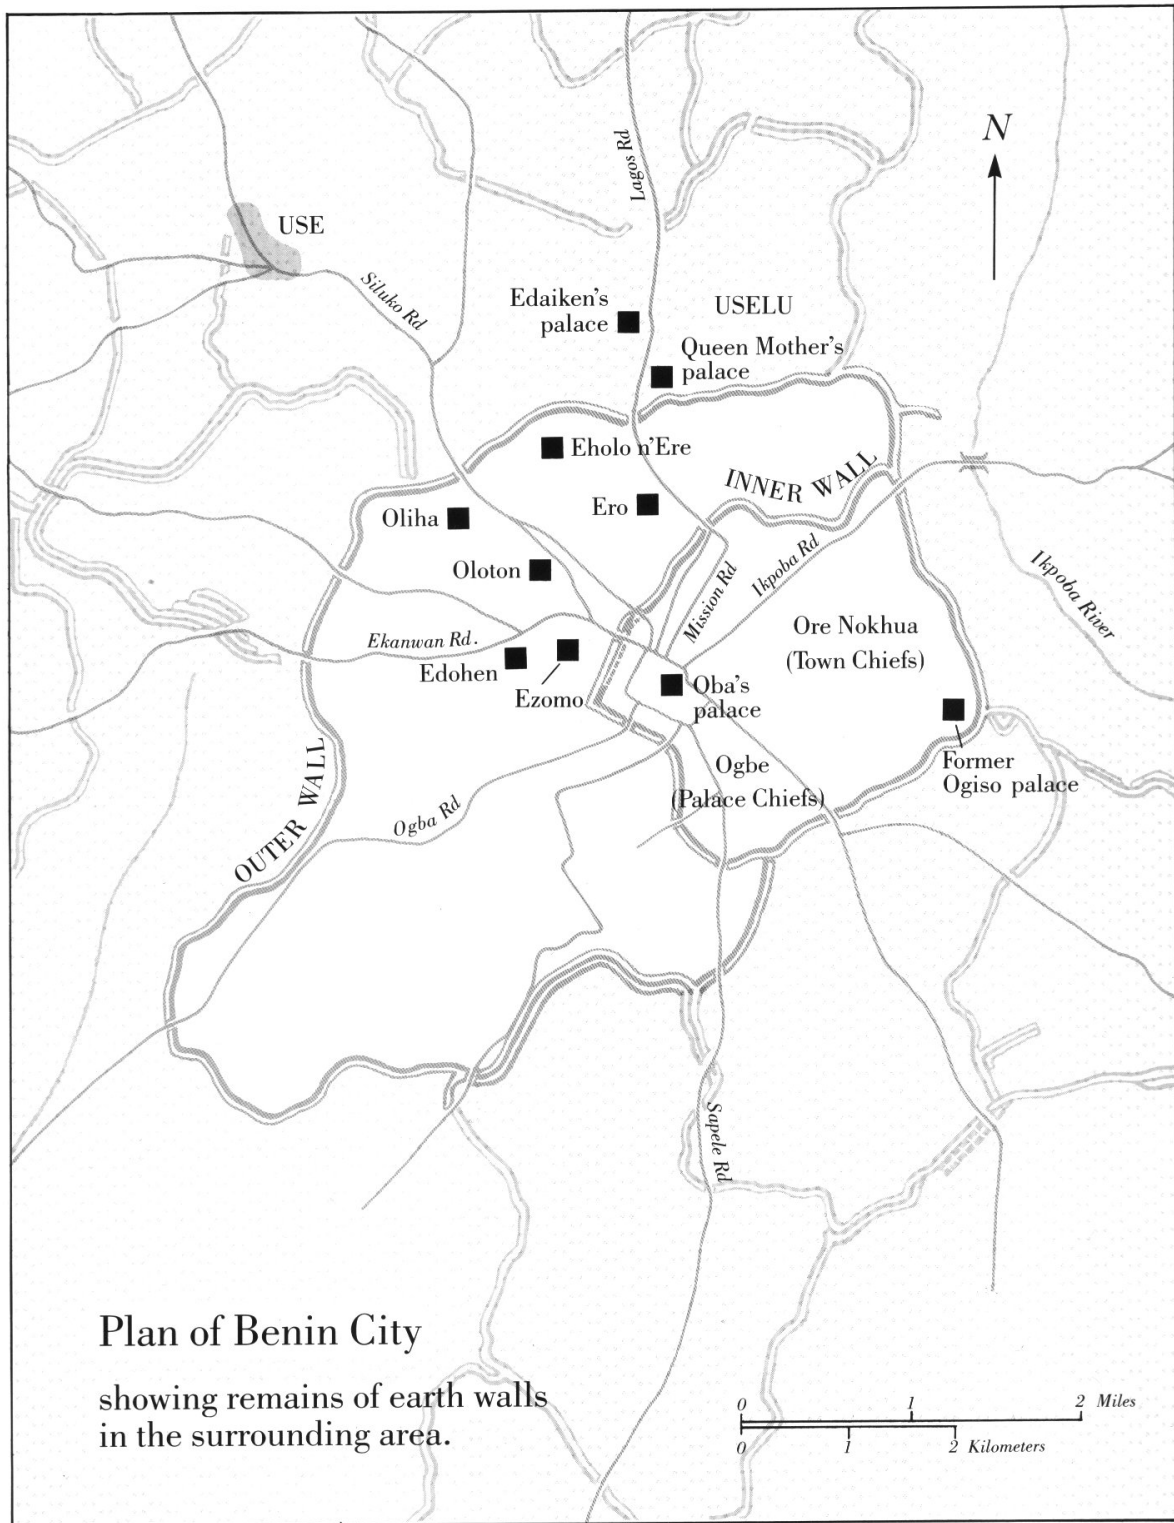 N
Lagos Rd
USE
Siluko Rd
Edaiken's
palace
USELU
Queen Mother's
palace
Eholo n'Ere
INNER WALL
Ero
Oliha
Oloton
Mission Rd
Ikpoba Rd
Ikpoba River
Ekanwan Rd.
Edohen
Ezomo
Ore Nokhua
(Town Chiefs)
Oba's
palace
Former
Ogiso palace
Ogbe
(Palace Chiefs)
OUTER WALL
Ogba Rd
Sapele Rd
Plan of Benin City
showing remains of earth walls
in the surrounding area.
0 1 2 Miles
0 1 2 Kilometers